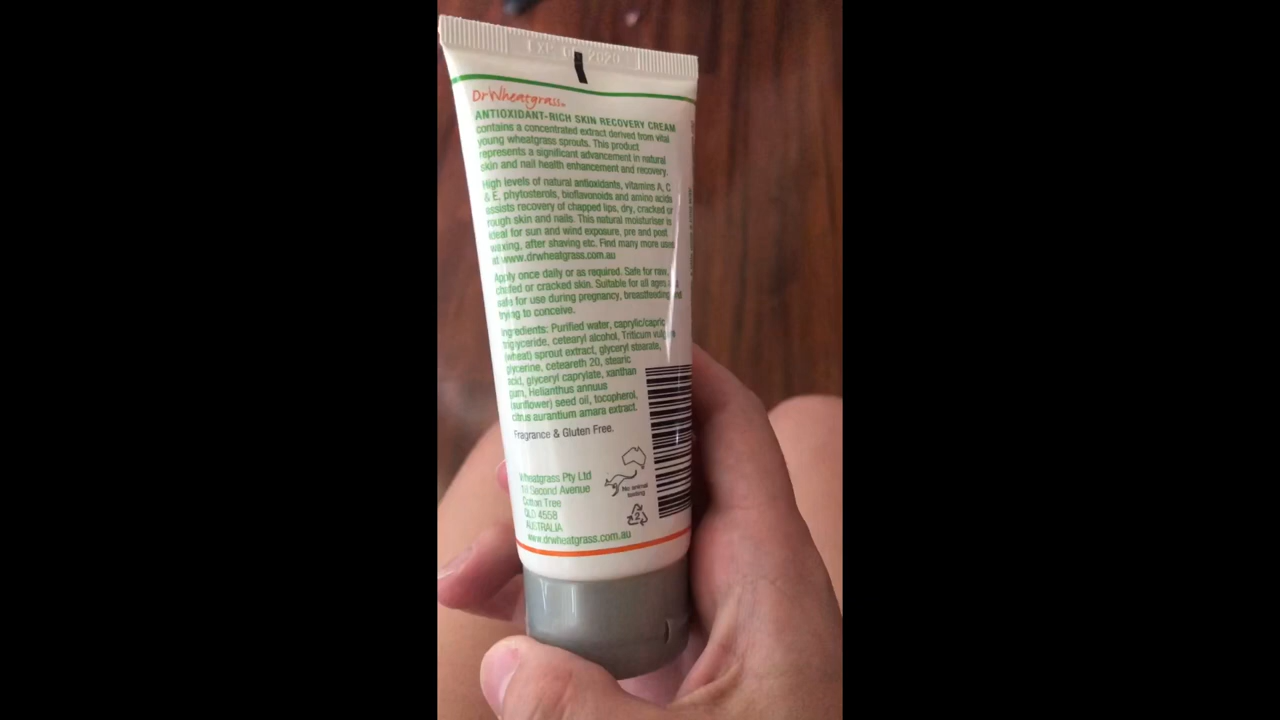 EXP 2020
DrWheatgrass
ANTIOXIDANT-RICH SKIN RECOVERY CREAM
contains a concentrated extract derived from vital
young wheatgrass sprouts. This product
represents a significant advancement in natural
skin and nail health enhancement and recovery.
High levels of natural antioxidants, vitamins A, C
& E, phytosterols, bioflavonoids and amino acids
assists recovery of chapped lips, dry, cracked or
rough skin and nails. This natural moisturiser is
ideal for sun and wind exposure, pre and post
waxing, after shaving etc. Find many more uses
at www.drwheatgrass.com.au
Apply once daily or as required. Safe for raw,
chafed or cracked skin. Suitable for all ages and
safe for use during pregnancy, breastfeeding and
trying to conceive.
Ingredients: Purified water, caprylic/capric
triglyceride, cetearyl alcohol, Triticum vulgare
(wheat) sprout extract, glyceryl stearate,
glycerine, ceteareth 20, stearic
acid, glyceryl caprylate, xanthan
gum, Helianthus annuus
(sunflower) seed oil, tocopherol,
citrus aurantium amara extract.
Fragrance & Gluten Free.
Wheatgrass Pty Ltd
Second Avenue
Cotton Tree
QLD 4558
AUSTRALIA
www.drwheatgrass.com.au
No animal
testing
2